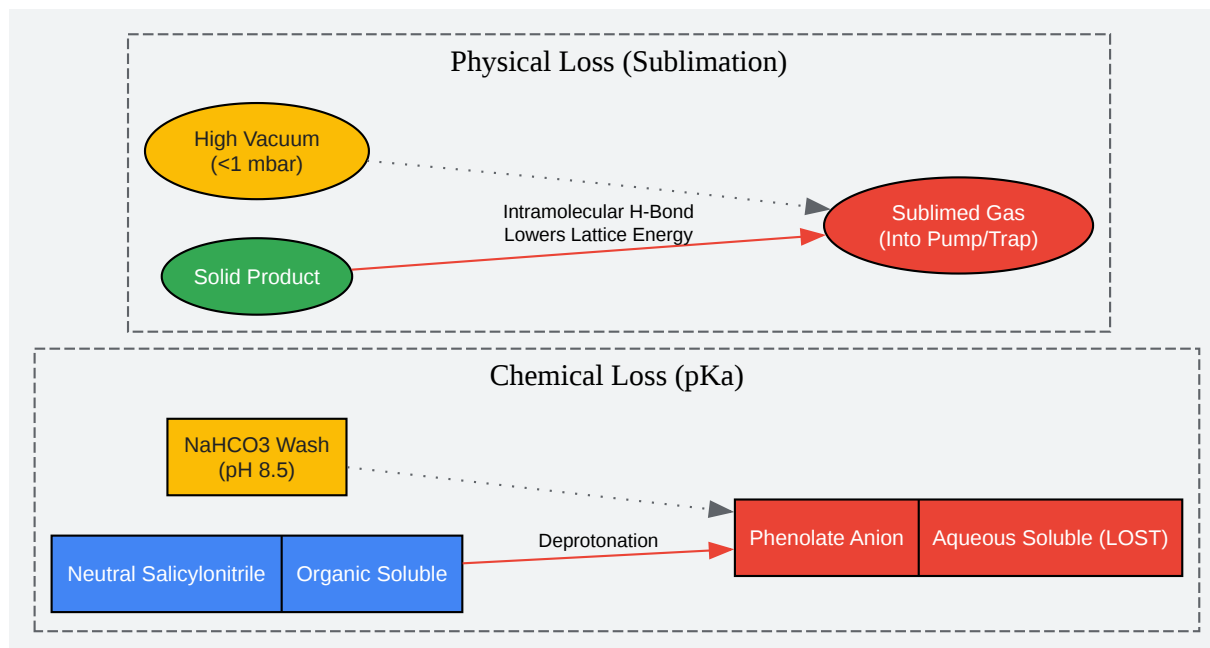 Physical Loss (Sublimation)
High Vacuum
(<1 mbar)
Intramolecular H-Bond
Lowers Lattice Energy
Sublimed Gas
(Into Pump/Trap)
Solid Product
Chemical Loss (pKa)
NaHCO3 Wash
(pH 8.5)
Deprotonation
Phenolate Anion
Aqueous Soluble (LOST)
Neutral Salicylonitrile
Organic Soluble